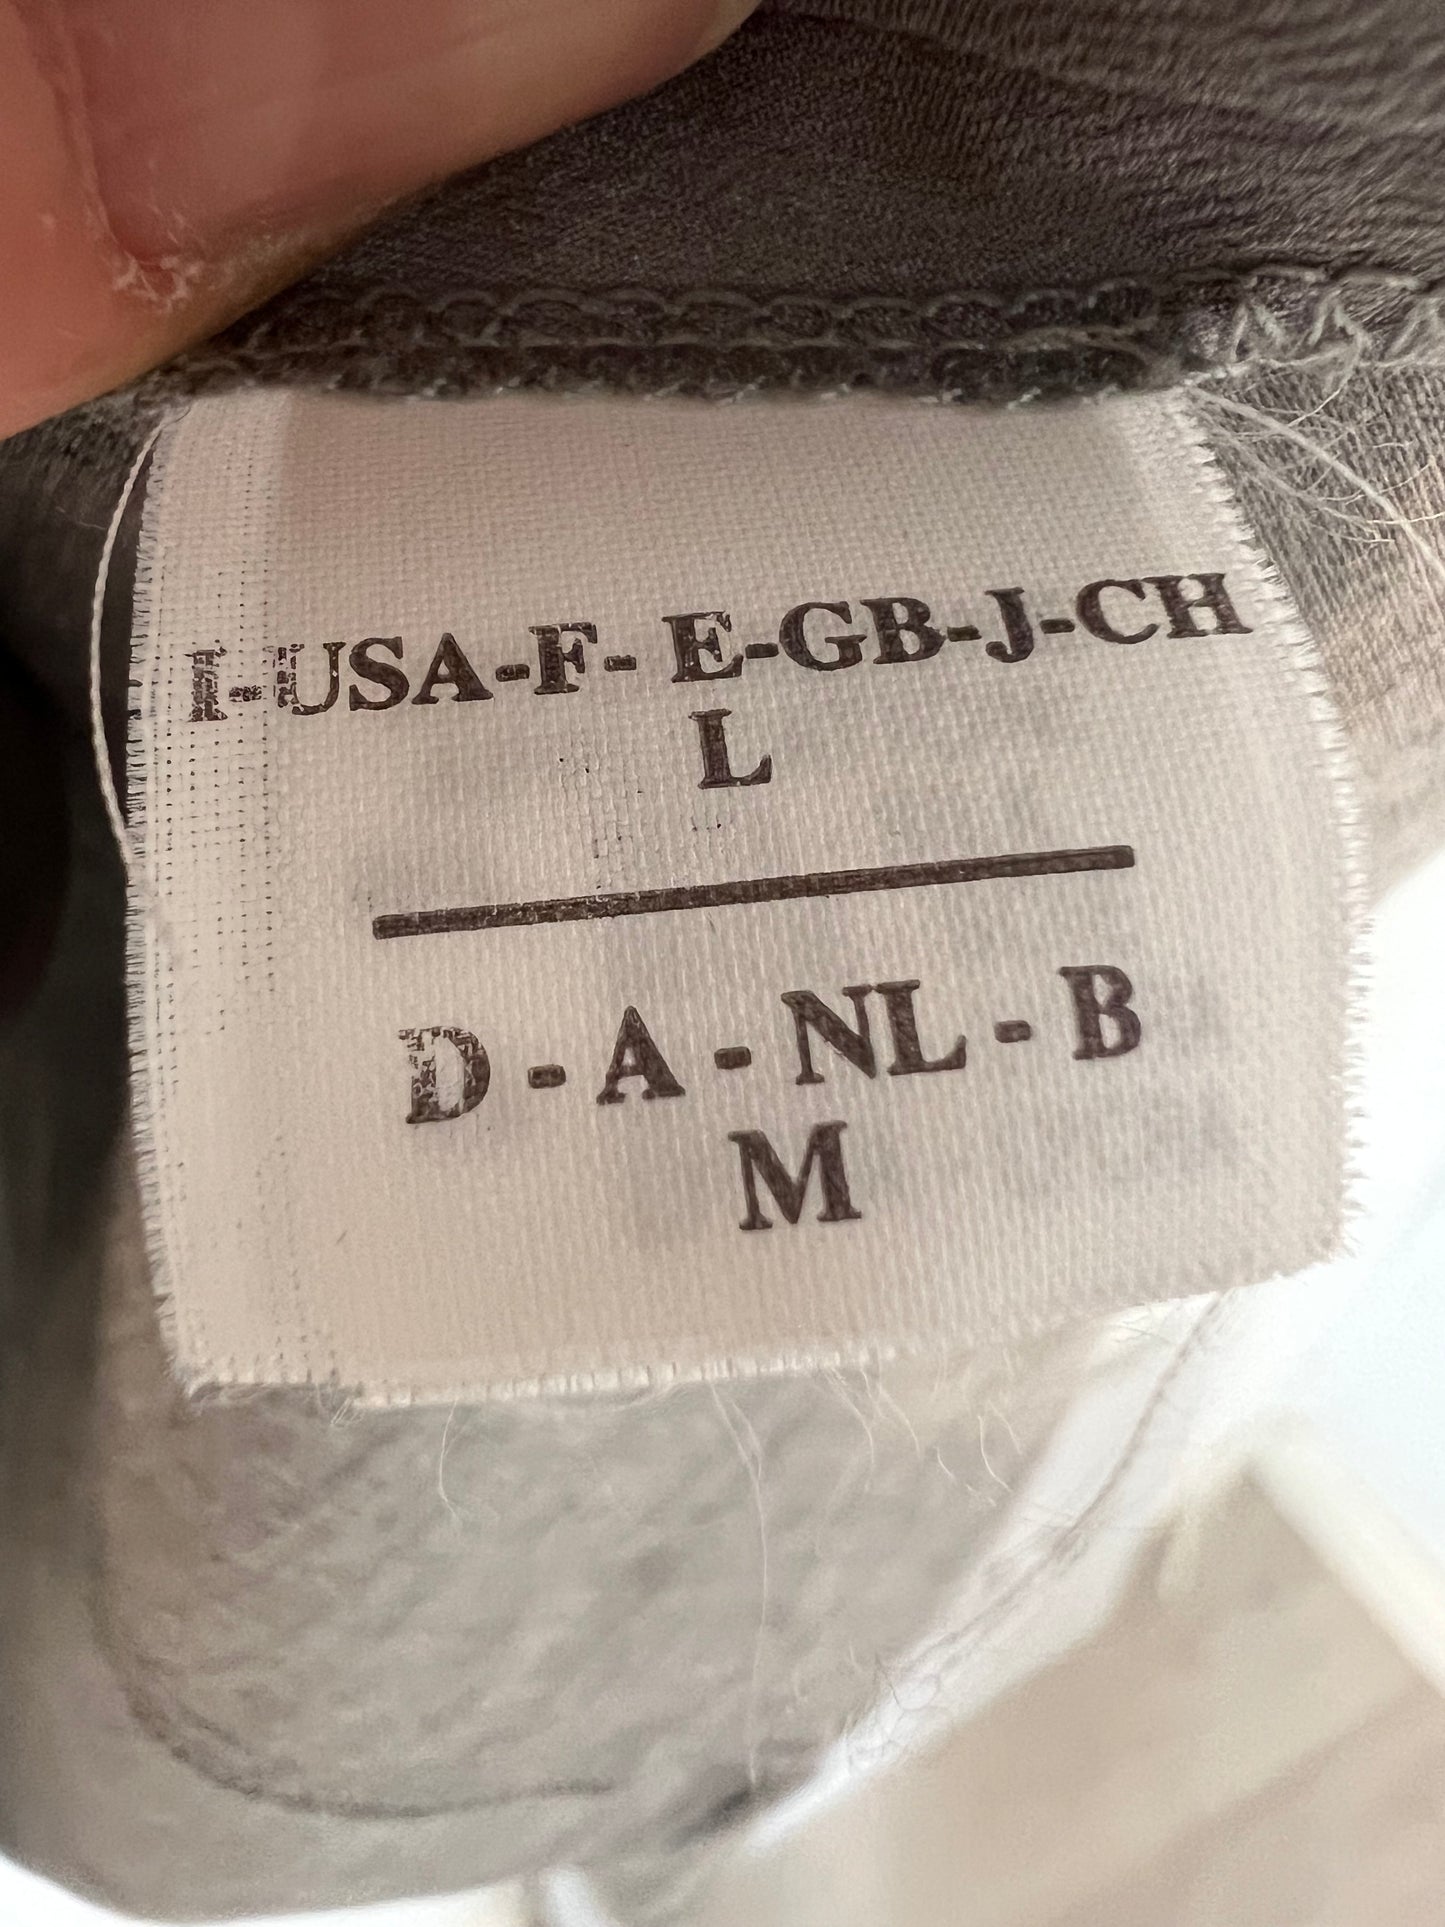 I-USA-F- E-GB-J-CH
L
D - A - NL - B
M